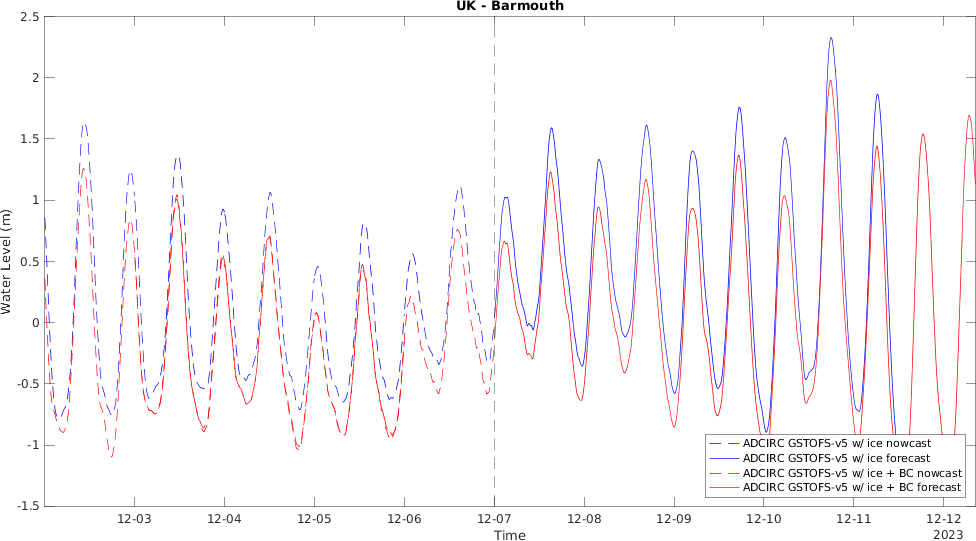 UK - Barmouth
2.5
2
1.5
1
0.5
0
-0.5
-1
-1.5
Water Level (m)
ADCIRC GSTOFS-v5 w/ ice nowcast
ADCIRC GSTOFS-v5 w/ ice forecast
ADCIRC GSTOFS-v5 w/ ice + BC nowcast
ADCIRC GSTOFS-v5 w/ ice + BC forecast
12-03 12-04 12-05 12-06 12-07 12-08 12-09 12-10 12-11 12-12
Time
2023